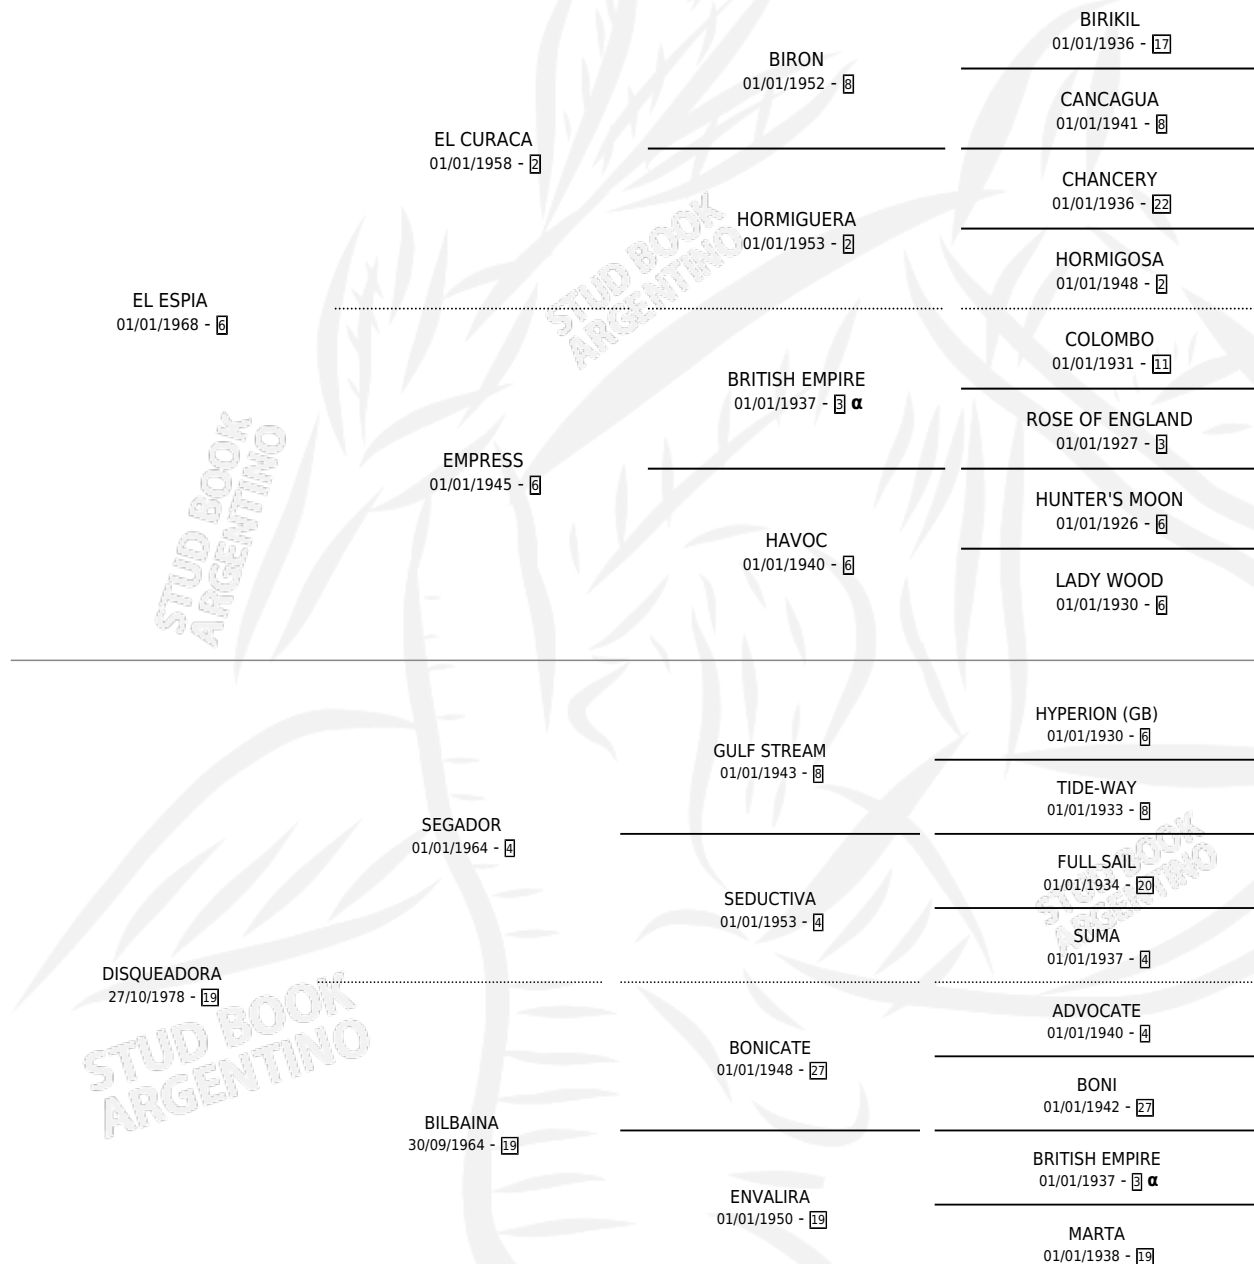 BIRIKIL
01/01/1936 - 17
BIRON
01/01/1952 - 8
CANCAGUA
01/01/1941 - 8
EL CURACA
01/01/1958 - 2
CHANCERY
01/01/1936 - 22
HORMIGUERA
01/01/1953 - 2
HORMIGOSA
01/01/1948 - 2
EL ESPIA
01/01/1968 - 6
COLOMBO
01/01/1931 - 11
BRITISH EMPIRE
01/01/1937 - 3 α
ROSE OF ENGLAND
01/01/1927 - 3
EMPRESS
01/01/1945 - 6
HUNTER'S MOON
01/01/1926 - 6
HAVOC
01/01/1940 - 6
LADY WOOD
01/01/1930 - 6
HYPERION (GB)
01/01/1930 - 6
GULF STREAM
01/01/1943 - 8
TIDE-WAY
01/01/1933 - 8
SEGADOR
01/01/1964 - 4
FULL SAIL
01/01/1934 - 20
SEDUCTIVA
01/01/1953 - 4
SUMA
01/01/1937 - 4
DISQUEADORA
27/10/1978 - 19
ADVOCATE
01/01/1940 - 4
BONICATE
01/01/1948 - 27
BONI
01/01/1942 - 27
BILBAINA
30/09/1964 - 19
BRITISH EMPIRE
01/01/1937 - 3 α
ENVALIRA
01/01/1950 - 19
MARTA
01/01/1938 - 19
STUD BOOK
ARGENTINO
STUD BOOK
ARGENTINO
STUD BOOK
ARGENTINO
STUD BOOK
ARGENTINO